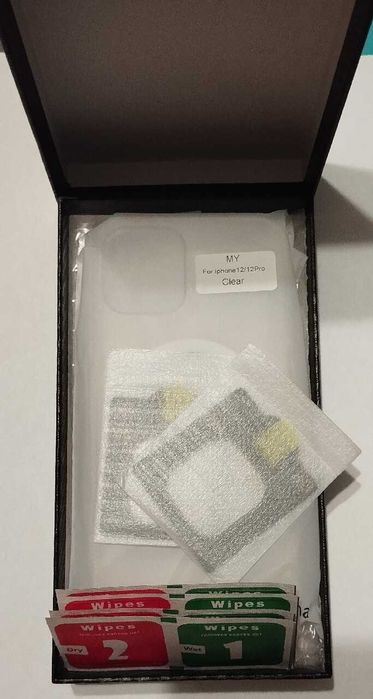 MY
For iphone12/12Pro
Clear
Wipes
Wipes
Wipes
Wipes
Dry
2
Wet
1
a